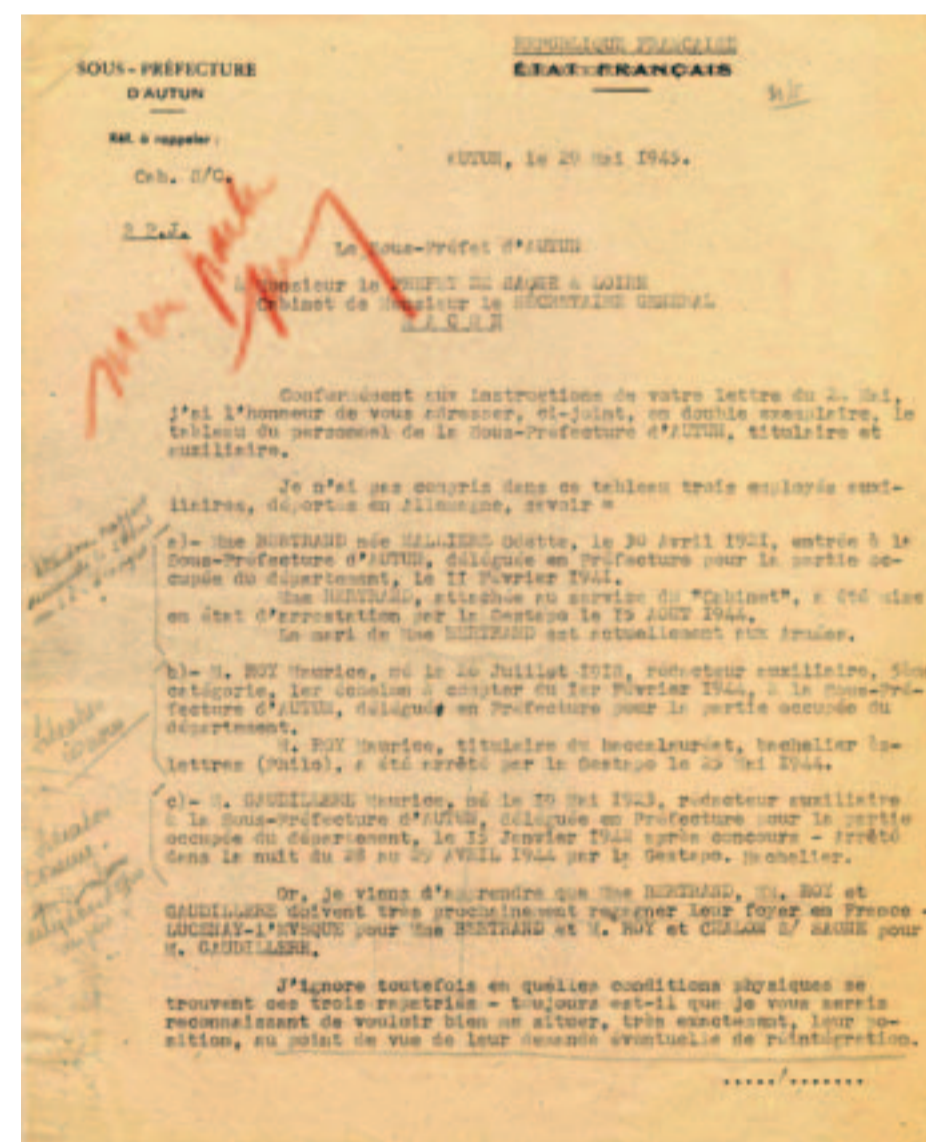 REPUBLIQUE FRANCAISE
SOUS-PRÉFECTURE
ÉTAT FRANÇAIS
D'AUTUN
Réf. à rappeler :
AUTUN, le 29 Mai 1945.
Cab. S/C.
Le Sous-Préfet d'AUTUN
à Monsieur le PREFET DE SAONE & LOIRE
Cabinet de Monsieur le SECRETAIRE GENERAL
MACON
Conformément aux instructions de votre lettre du Mai,
j'ai l'honneur de vous adresser, ci-joint, en double exemplaire, le
tableau du personnel de la Sous-Préfecture d'AUTUN, titulaire et
auxiliaire.
Je n'ai pas compris dans ce tableau trois employés auxi-
liaires, déportés en Allemagne, savoir =
a)- Mme BERTRAND née MALLIERE Odette, le 30 Avril 1921, entrée à la
Sous-Préfecture d'AUTUN, déléguée en Préfecture pour la partie oc-
cupée du département, le II Février 1941.
Mme BERTRAND, attachée au service du "Cabinet", a été mise
en état d'arrestation par la Gestapo le 15 AOUT 1944.
Le mari de Mme BERTRAND est actuellement aux Armées.
b)- M. ROY Maurice, né le Juillet 1918, rédacteur auxiliaire, 5ème
catégorie, 1er échelon à compter du 1er Février 1944, à la Sous-Pré-
fecture d'AUTUN, délégué en Préfecture pour la partie occupée du
département.
M. ROY Maurice, titulaire du baccalauréat, bachelier ès-
lettres (Philo), a été arrêté par la Gestapo le 25 Mai 1944.
c)- M. GAUDILLERE Maurice, né le Mai 1923, rédacteur auxiliaire
à la Sous-Préfecture d'AUTUN, déléguée en Préfecture pour la partie
occupée du département, le 15 Janvier après concours - Arrêté
dans la nuit du 28 au 29 AVRIL 1944 par la Gestapo. Bachelier.
Or, je viens d'apprendre que Mme BERTRAND, MM. ROY et
GAUDILLERE doivent très prochainement regagner leur foyer en France -
LUCENAY-l'EVEQUE pour Mme BERTRAND et M. ROY et CHALON S/ SAONE pour
M. GAUDILLERE.
J'ignore toutefois en quelles conditions physiques se
trouvent ces trois rapatriés - toujours est-il que je vous serais
reconnaissant de vouloir bien me situer, très exactement, leur po-
sition, au point de vue de leur demande éventuelle de réintégration.
...../.......